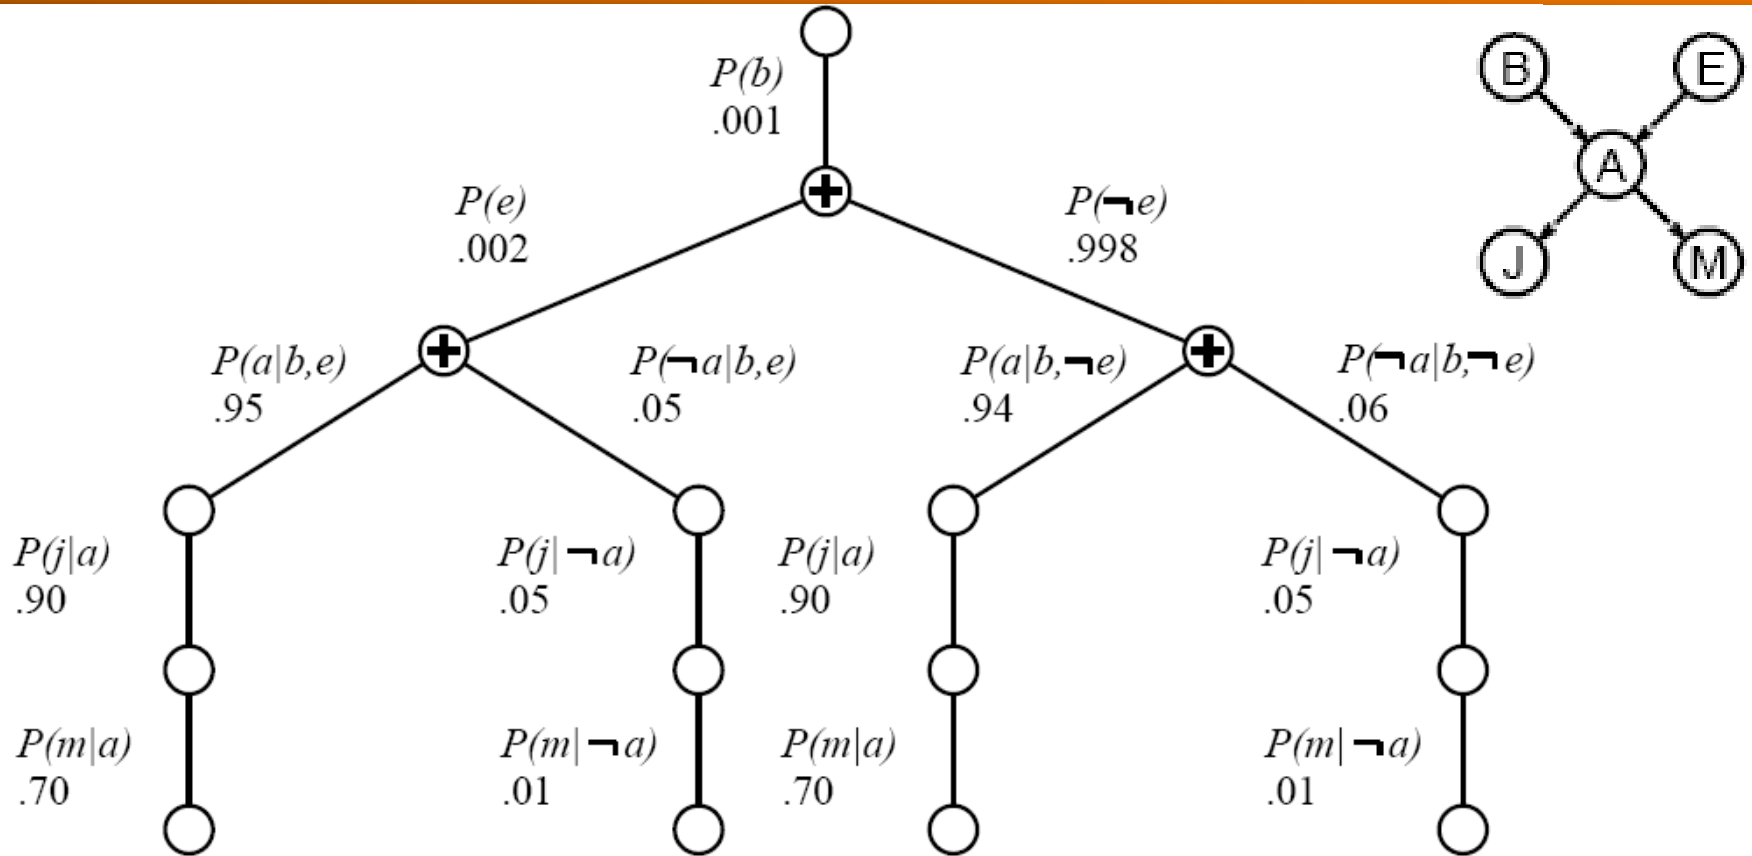 P(b)
.001
B
E
A
J
M
P(e)
.002
P(¬e)
.998
P(a|b,e)
.95
P(¬a|b,e)
.05
P(a|b,¬e)
.94
P(¬a|b,¬e)
.06
P(j|a)
.90
P(j|¬a)
.05
P(j|a)
.90
P(j|¬a)
.05
P(m|a)
.70
P(m|¬a)
.01
P(m|a)
.70
P(m|¬a)
.01